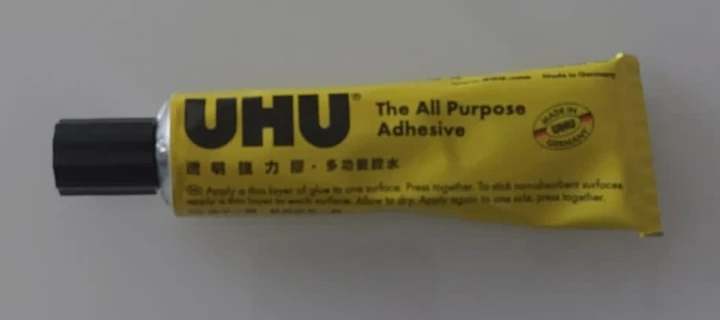 Made in Germany
UHU®
The All Purpose
Adhesive
MADE IN
UHU
GERMANY
透明強力膠・多功能膠水
Apply a thin layer of glue to one surface. Press together. To stick nonabsorbent surfaces
apply a thin layer to each surface. Allow to dry. Apply again to one side, press together.